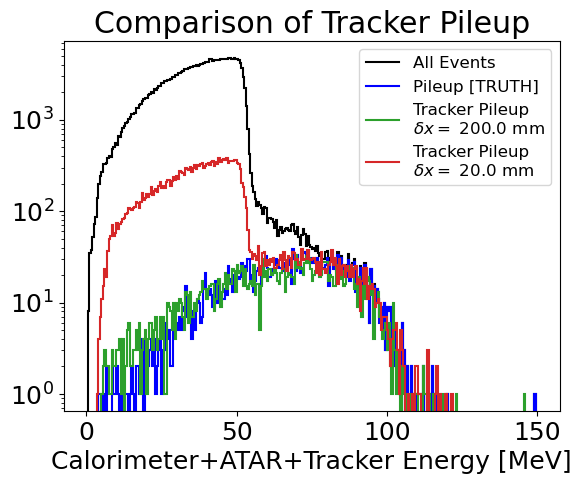 Comparison of Tracker Pileup
All Events
Pileup [TRUTH]
Tracker Pileup
δx = 200.0 mm
Tracker Pileup
δx = 20.0 mm
10³
10²
10¹
10⁰
0 50 100 150
Calorimeter+ATAR+Tracker Energy [MeV]